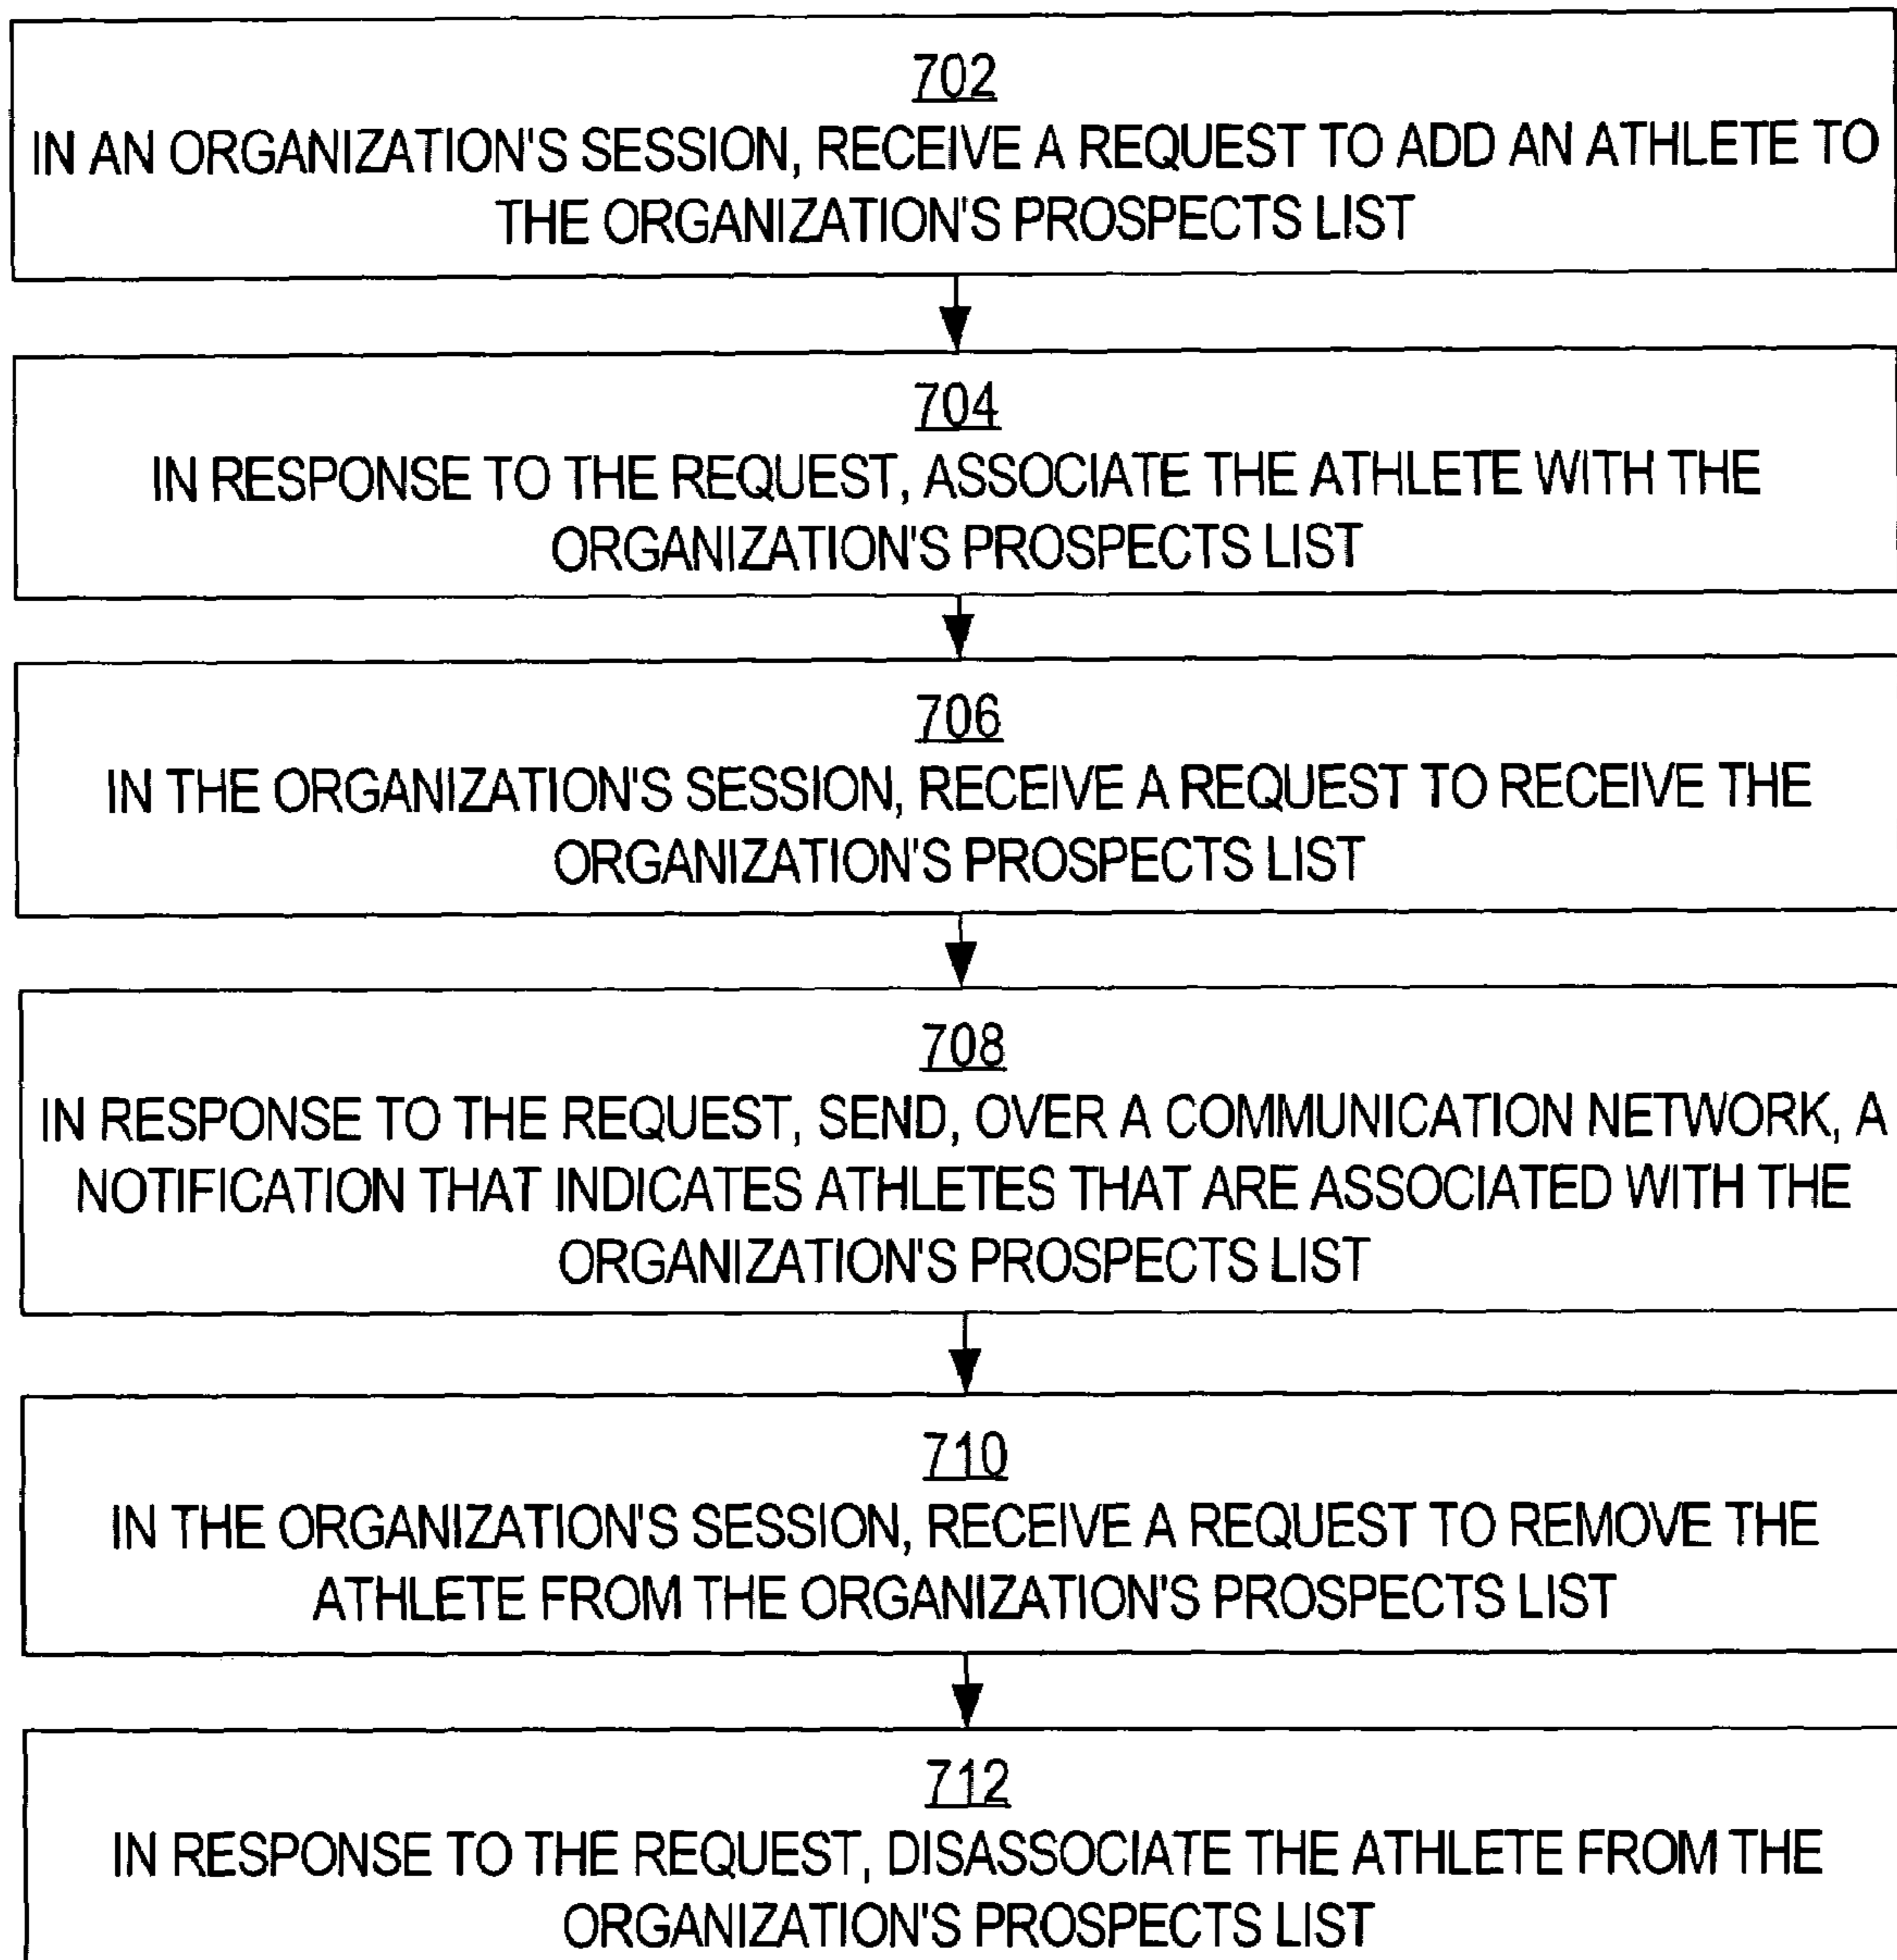 702
IN AN ORGANIZATION'S SESSION, RECEIVE A REQUEST TO ADD AN ATHLETE TO
THE ORGANIZATION'S PROSPECTS LIST
704
IN RESPONSE TO THE REQUEST, ASSOCIATE THE ATHLETE WITH THE
ORGANIZATION'S PROSPECTS LIST
706
IN THE ORGANIZATION'S SESSION, RECEIVE A REQUEST TO RECEIVE THE
ORGANIZATION'S PROSPECTS LIST
708
IN RESPONSE TO THE REQUEST, SEND, OVER A COMMUNICATION NETWORK, A
NOTIFICATION THAT INDICATES ATHLETES THAT ARE ASSOCIATED WITH THE
ORGANIZATION'S PROSPECTS LIST
710
IN THE ORGANIZATION'S SESSION, RECEIVE A REQUEST TO REMOVE THE
ATHLETE FROM THE ORGANIZATION'S PROSPECTS LIST
712
IN RESPONSE TO THE REQUEST, DISASSOCIATE THE ATHLETE FROM THE
ORGANIZATION'S PROSPECTS LIST